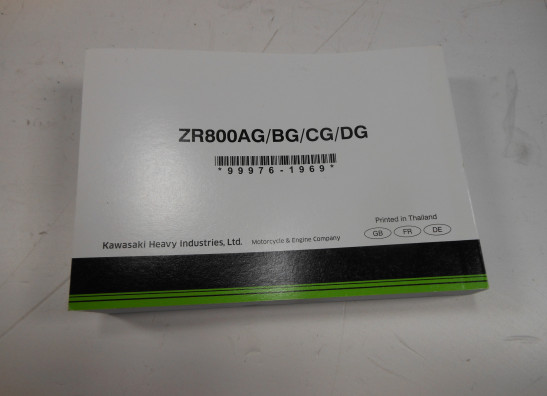 ZR800AG/BG/CG/DG
*99976-1969*
Printed in Thailand
GB FR DE
Kawasaki Heavy Industries, Ltd. Motorcycle & Engine Company